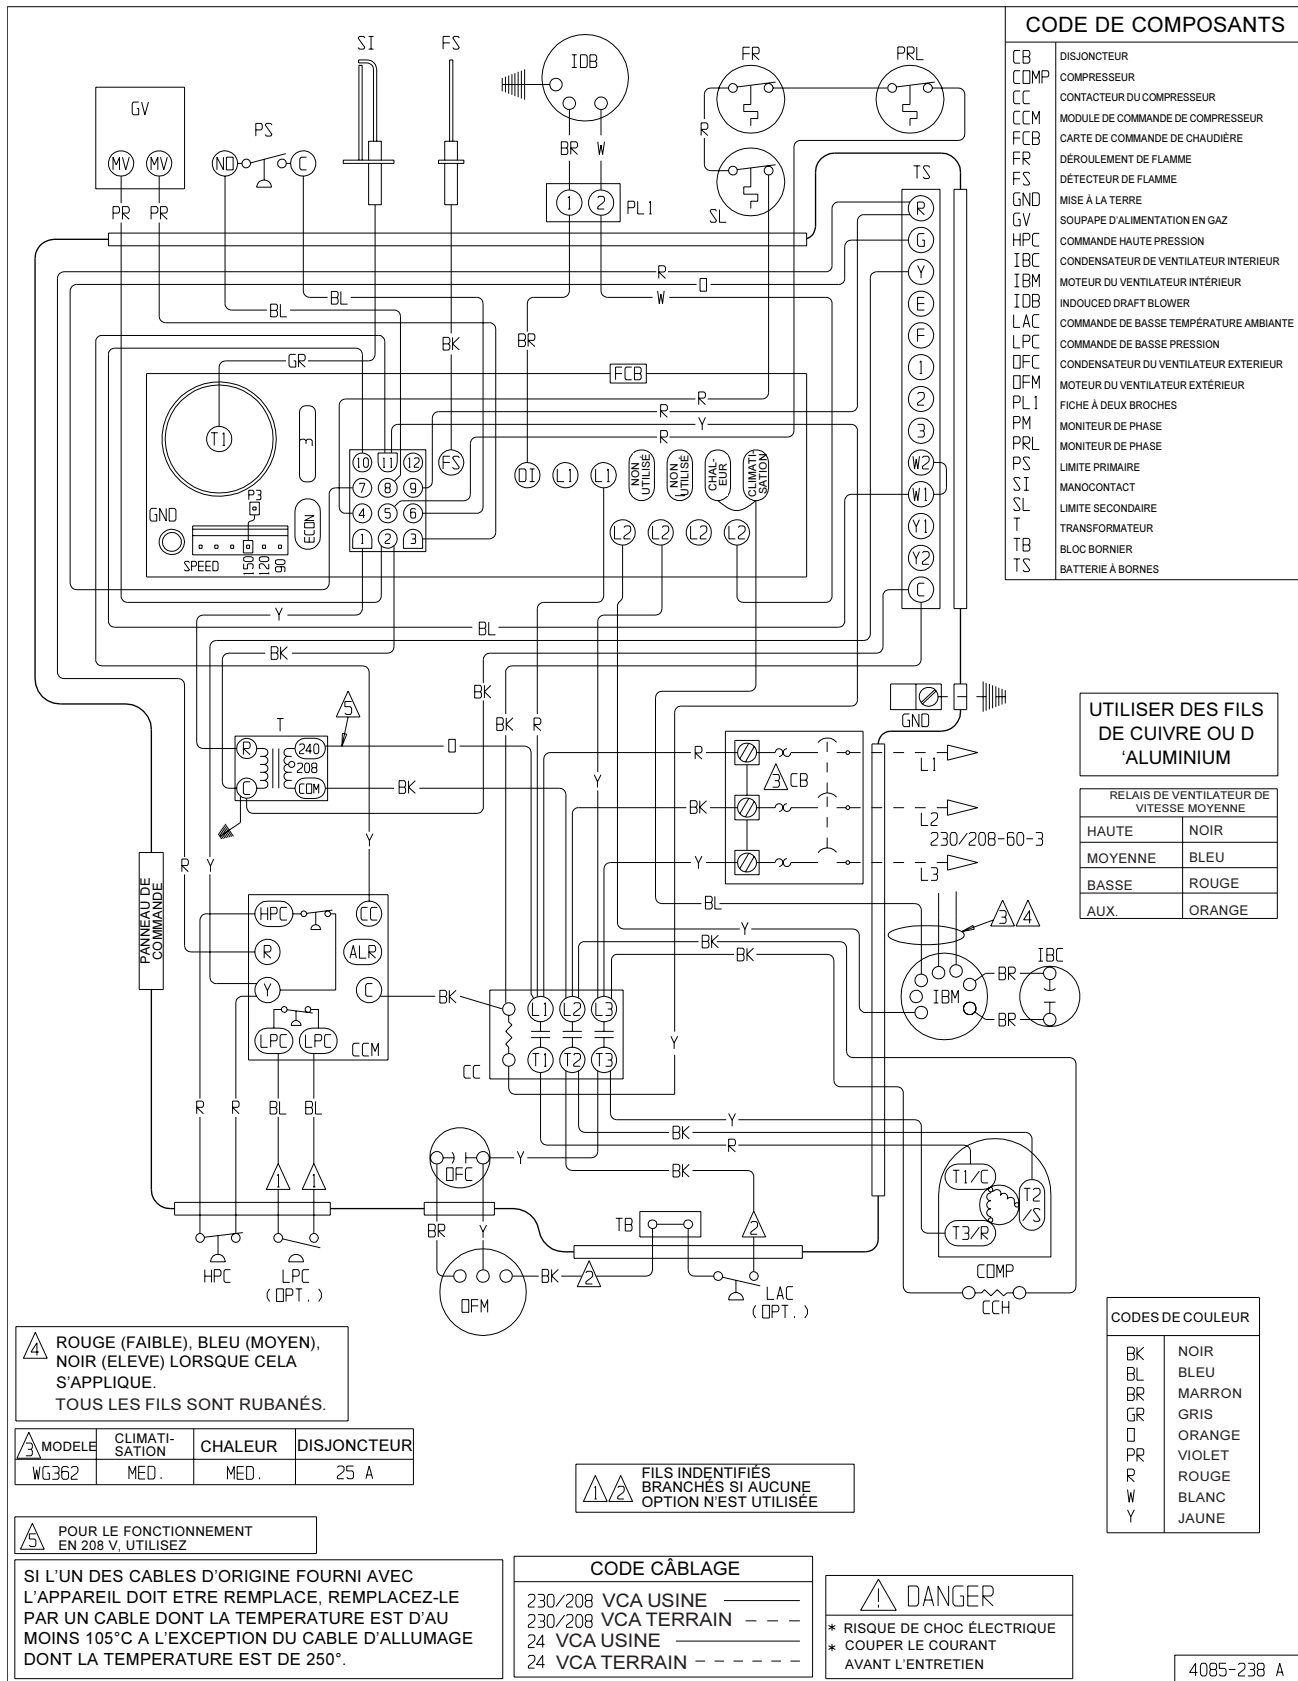 CODE DE COMPOSANTS
CB DISJONCTEUR
COMP COMPRESSEUR
CC CONTACTEUR DU COMPRESSEUR
CCM MODULE DE COMMANDE DE COMPRESSEUR
FCB CARTE DE COMMANDE DE CHAUDIÈRE
FR DÉROULEMENT DE FLAMME
FS DÉTECTEUR DE FLAMME
GND MISE À LA TERRE
GV SOUPAPE D'ALIMENTATION EN GAZ
HPC COMMANDE HAUTE PRESSION
IBC CONDENSATEUR DE VENTILATEUR INTERIEUR
IBM MOTEUR DU VENTILATEUR INTÉRIEUR
IDB INDOUCED DRAFT BLOWER
LAC COMMANDE DE BASSE TEMPÉRATURE AMBIANTE
LPC COMMANDE DE BASSE PRESSION
OFC CONDENSATEUR DU VENTILATEUR EXTERIEUR
OFM MOTEUR DU VENTILATEUR EXTÉRIEUR
PL1 FICHE À DEUX BROCHES
PM MONITEUR DE PHASE
PRL MONITEUR DE PHASE
PS LIMITE PRIMAIRE
SI MANOCONTACT
SL LIMITE SECONDAIRE
T TRANSFORMATEUR
TB BLOC BORNIER
TS BATTERIE À BORNES
SI FS IDB FR PRL
GV PS
MV MV NO C
BR W R
PR PR
1 2 PL1
SL TS
R
G
Y
E
F
1
2
3
W2
W1
Y1
Y2
C
R
O
BL W
BL
BR
BK
GR
FCB
R
R
Y
R
T1 3
10 11 12 FS
7 8 9
4 5 6
1 2 3
P3
GND
ECON
SPEED 150 120 90
OI L1 L1 NON UTILISÉ NON UTILISÉ CHAL-EUR CLIMATI-SATION
L2 L2 L2 L2
Y
BL
BK
BK
BK R
5
T
R 240
208
C COM
O
BK
GND
R
BK
Y
3 CB
L1
L2
230/208-60-3
L3
Y
R Y Y
PANNEAU DE COMMANDE
HPC CC
R ALR
Y C
LPC LPC CCM
BK
BL
Y
BK
BK
3 4
IBC
IBM
BR
BR
L1 L2 L3
T1 T2 T3
CC
Y
R R BL BL
1 1
Y
BK
R
BK
OFC
Y
T1/C
T2/S
T3/R
COMP
CCH
BR Y
TB
2
BK 2
OFM
HPC
LPC
(OPT.)
LAC
(OPT.)
UTILISER DES FILS
DE CUIVRE OU D
'ALUMINIUM
RELAIS DE VENTILATEUR DE
VITESSE MOYENNE
HAUTE NOIR
MOYENNE BLEU
BASSE ROUGE
AUX. ORANGE
CODES DE COULEUR
BK NOIR
BL BLEU
BR MARRON
GR GRIS
O ORANGE
PR VIOLET
R ROUGE
W BLANC
Y JAUNE
4 ROUGE (FAIBLE), BLEU (MOYEN),
NOIR (ELEVE) LORSQUE CELA
S'APPLIQUE.
TOUS LES FILS SONT RUBANÉS.
3 MODELE CLIMATI-SATION CHALEUR DISJONCTEUR
WG362 MED. MED. 25 A
1 2 FILS INDENTIFIÉS
BRANCHÉS SI AUCUNE
OPTION N'EST UTILISÉE
5 POUR LE FONCTIONNEMENT
EN 208 V, UTILISEZ
SI L'UN DES CABLES D'ORIGINE FOURNI AVEC
L'APPAREIL DOIT ETRE REMPLACE, REMPLACEZ-LE
PAR UN CABLE DONT LA TEMPERATURE EST D'AU
MOINS 105°C A L'EXCEPTION DU CABLE D'ALLUMAGE
DONT LA TEMPERATURE EST DE 250°.
CODE CÂBLAGE
230/208 VCA USINE
230/208 VCA TERRAIN
24 VCA USINE
24 VCA TERRAIN
! DANGER
* RISQUE DE CHOC ÉLECTRIQUE
* COUPER LE COURANT
AVANT L'ENTRETIEN
4085-238 A